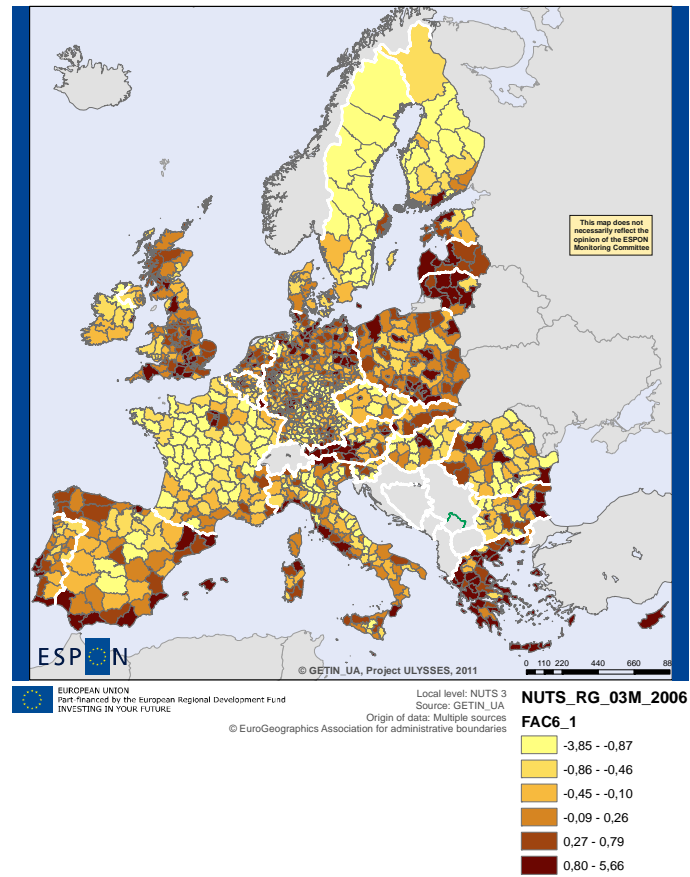 This map does not
necessarily reflect the
opinion of the ESPON
Monitoring Committee
ESPON
© GETIN_UA, Project ULYSSES, 2011
0 110 220 440 660 88
EUROPEAN UNION
Part-financed by the European Regional Development Fund
INVESTING IN YOUR FUTURE
Local level: NUTS 3
Source: GETIN_UA
Origin of data: Multiple sources
© EuroGeographics Association for administrative boundaries
NUTS_RG_03M_2006
FAC6_1
-3,85 - -0,87
-0,86 - -0,46
-0,45 - -0,10
-0,09 - 0,26
0,27 - 0,79
0,80 - 5,66